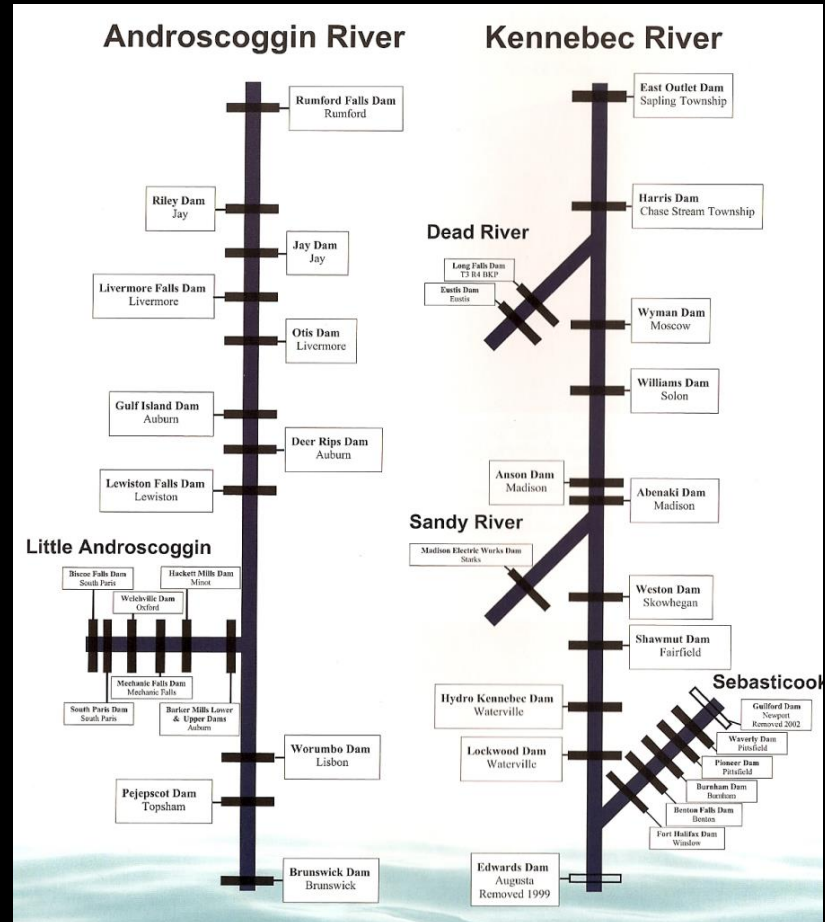 Androscoggin River
Rumford Falls Dam
Rumford
Riley Dam
Jay
Jay Dam
Jay
Livermore Falls Dam
Livermore
Otis Dam
Livermore
Gulf Island Dam
Auburn
Deer Rips Dam
Auburn
Lewiston Falls Dam
Lewiston
Little Androscoggin
Biscoe Falls Dam
South Paris
Hackett Mills Dam
Minot
Welchville Dam
Oxford
Mechanic Falls Dam
Mechanic Falls
South Paris Dam
South Paris
Barker Mills Lower
& Upper Dams
Auburn
Worumbo Dam
Lisbon
Pejepscot Dam
Topsham
Brunswick Dam
Brunswick
Kennebec River
East Outlet Dam
Sapling Township
Harris Dam
Chase Stream Township
Dead River
Long Falls Dam
T3 R4 BKP
Eustis Dam
Eustis
Wyman Dam
Moscow
Williams Dam
Solon
Anson Dam
Madison
Abenaki Dam
Madison
Sandy River
Madison Electric Works Dam
Starks
Weston Dam
Skowhegan
Shawmut Dam
Fairfield
Sebasticook
Guilford Dam
Newport
Removed 2002
Hydro Kennebec Dam
Waterville
Waverly Dam
Pittsfield
Lockwood Dam
Waterville
Pioneer Dam
Pittsfield
Burnham Dam
Burnham
Benton Falls Dam
Benton
Fort Halifax Dam
Winslow
Edwards Dam
Augusta
Removed 1999